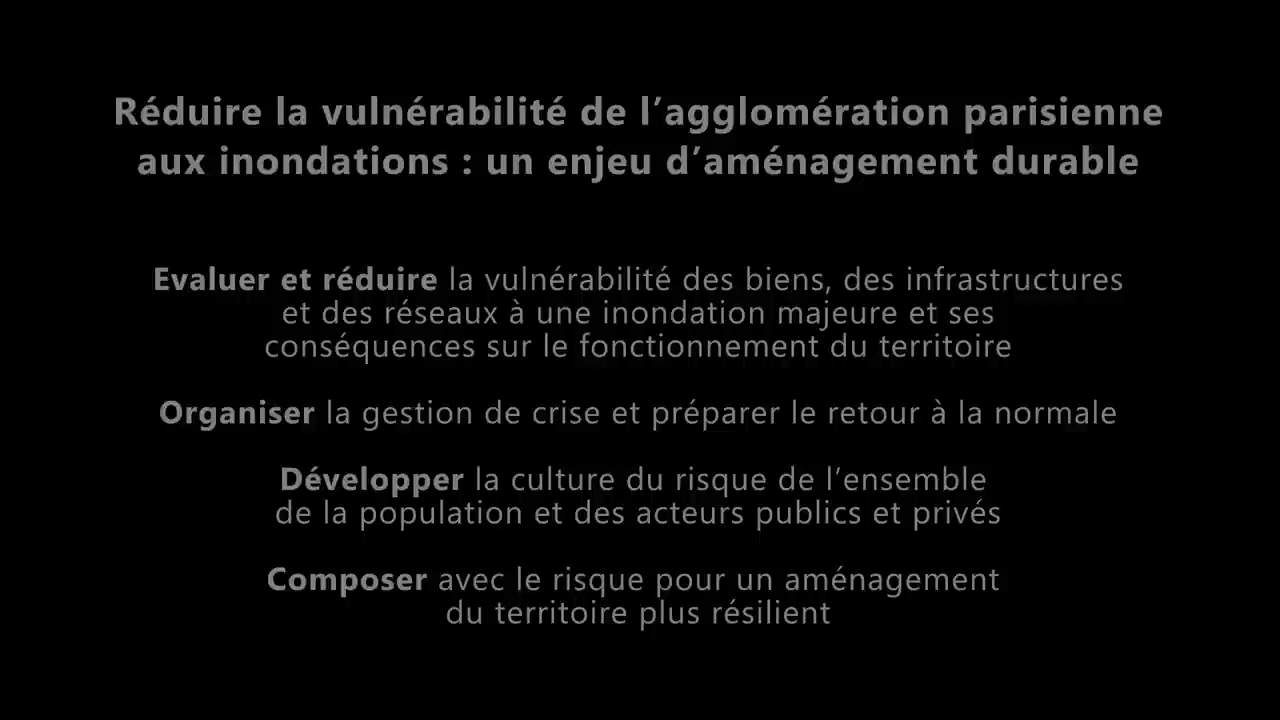 Réduire la vulnérabilité de l’agglomération parisienne
aux inondations : un enjeu d’aménagement durable
Evaluer et réduire la vulnérabilité des biens, des infrastructures
et des réseaux à une inondation majeure et ses
conséquences sur le fonctionnement du territoire
Organiser la gestion de crise et préparer le retour à la normale
Développer la culture du risque de l’ensemble
de la population et des acteurs publics et privés
Composer avec le risque pour un aménagement
du territoire plus résilient